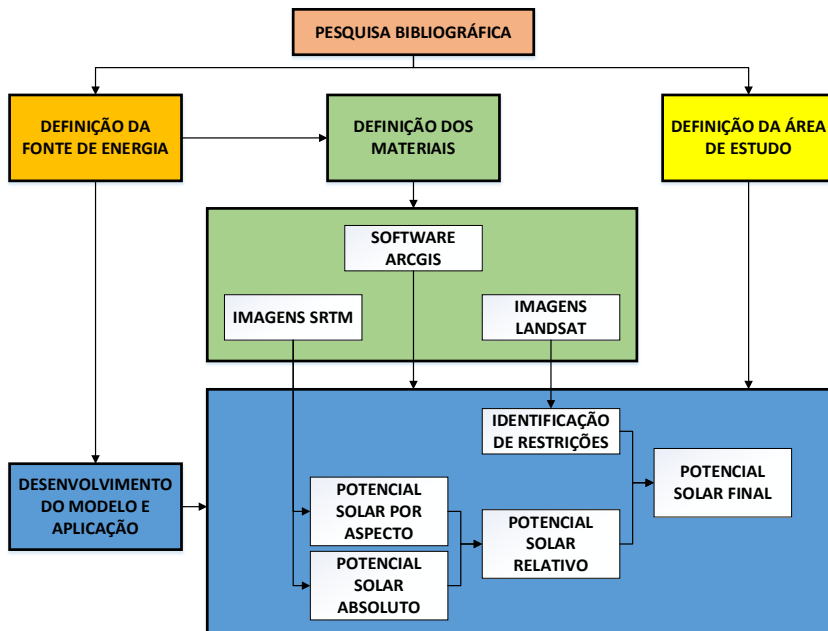 PESQUISA BIBLIOGRÁFICA
DEFINIÇÃO DA
FONTE DE ENERGIA
DEFINIÇÃO DOS
MATERIAIS
DEFINIÇÃO DA ÁREA
DE ESTUDO
SOFTWARE
ARCGIS
IMAGENS SRTM
IMAGENS
LANDSAT
IDENTIFICAÇÃO
DE RESTRIÇÕES
DESENVOLVIMENTO
DO MODELO E
APLICAÇÃO
POTENCIAL
SOLAR POR
ASPECTO
POTENCIAL
SOLAR
ABSOLUTO
POTENCIAL
SOLAR
RELATIVO
POTENCIAL
SOLAR FINAL